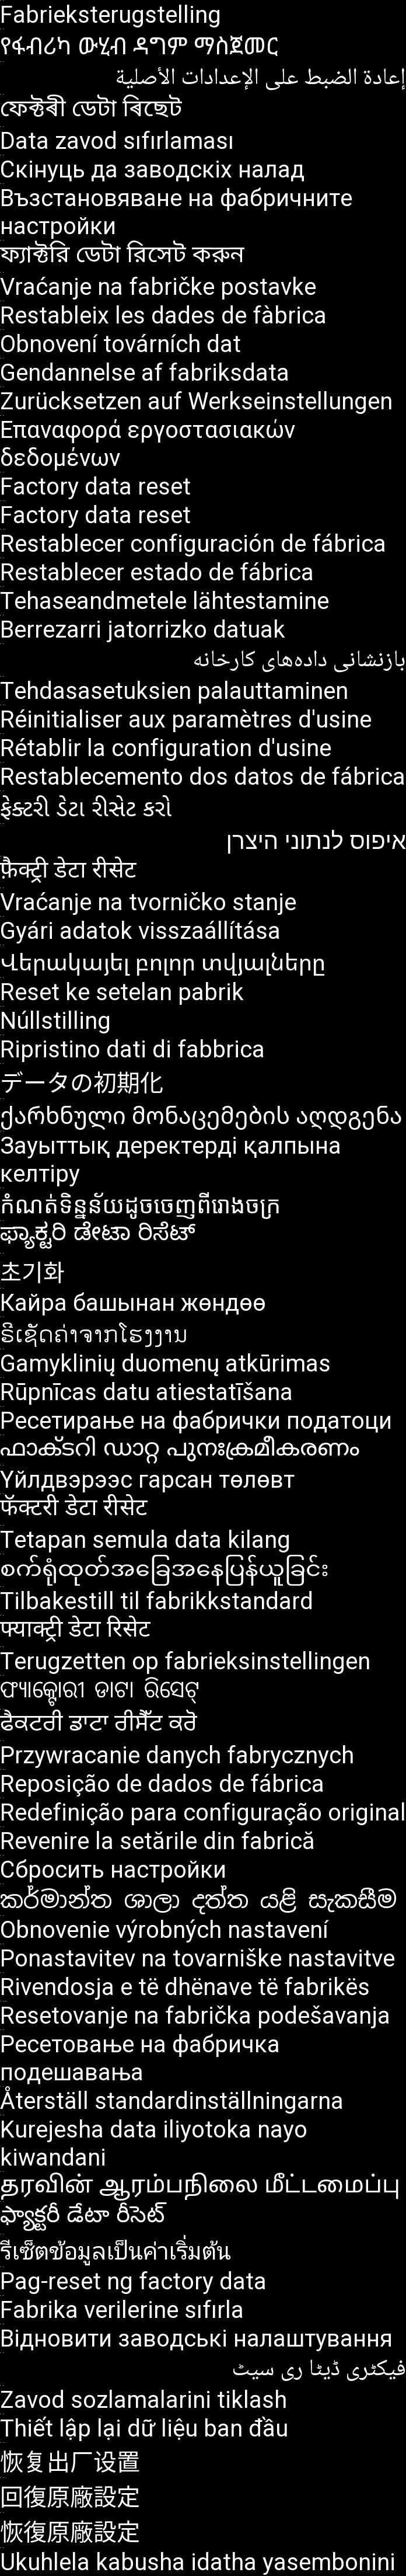 Fabrieksterugstelling
የፋብሪካ ውሂብ ዳግም ማስጀመር
إعادة الضبط على الإعدادات الأصلية
ফেক্টৰী ডেটা ৰিছেট
Data zavod sıfırlaması
Скінуць да заводскіх налад
Възстановяване на фабричните
настройки
ফ্যাক্টরি ডেটা রিসেট করুন
Vraćanje na fabričke postavke
Restableix les dades de fàbrica
Obnovení továrních dat
Gendannelse af fabriksdata
Zurücksetzen auf Werkseinstellungen
Επαναφορά εργοστασιακών
δεδομένων
Factory data reset
Factory data reset
Restablecer configuración de fábrica
Restablecer estado de fábrica
Tehaseandmetele lähtestamine
Berrezarri jatorrizko datuak
بازنشانی داده‌های کارخانه
Tehdasasetuksien palauttaminen
Réinitialiser aux paramètres d'usine
Rétablir la configuration d'usine
Restablecemento dos datos de fábrica
ફેક્ટરી ડેટા રીસેટ કરો
איפוס לנתוני היצרן
फ़ैक्ट्री डेटा रीसेट
Vraćanje na tvorničko stanje
Gyári adatok visszaállítása
Վերակայել բոլոր տվյալները
Reset ke setelan pabrik
Núllstilling
Ripristino dati di fabbrica
データの初期化
ქარხნული მონაცემების აღდგენა
Зауыттық деректерді қалпына
келтіру
កំណត់​ទិន្នន័យ​ដូច​ចេញ​ពី​រោងចក្រ
ಫ್ಯಾಕ್ಟರಿ ಡೇಟಾ ರಿಸೆಟ್
초기화
Кайра башынан жөндөө
ຣີເຊັດຄ່າຈາກໂຮງງານ
Gamyklinių duomenų atkūrimas
Rūpnīcas datu atiestatīšana
Ресетирање на фабрички податоци
ഫാക്‌ടറി ഡാറ്റ പുനഃക്രമീകരണം
Үйлдвэрээс гарсан төлөвт
फॅक्टरी डेटा रीसेट
Tetapan semula data kilang
စက်ရုံထုတ်အခြေအနေပြန်ယူခြင်း
Tilbakestill til fabrikkstandard
फ्याक्ट्री डेटा रिसेट
Terugzetten op fabrieksinstellingen
ଫ୍ୟାକ୍ଟୋରୀ ଡାଟା ରିସେଟ୍‍
ਫੈਕਟਰੀ ਡਾਟਾ ਰੀਸੈੱਟ ਕਰੋ
Przywracanie danych fabrycznych
Reposição de dados de fábrica
Redefinição para configuração original
Revenire la setările din fabrică
Сбросить настройки
කර්මාන්ත ශාලා දත්ත යළි සැකසීම
Obnovenie výrobných nastavení
Ponastavitev na tovarniške nastavitve
Rivendosja e të dhënave të fabrikës
Resetovanje na fabrička podešavanja
Ресетовање на фабричка
подешавања
Återställ standardinställningarna
Kurejesha data iliyotoka nayo
kiwandani
தரவின் ஆரம்பநிலை மீட்டமைப்பு
ఫ్యాక్టరీ డేటా రీసెట్
รีเซ็ตข้อมูลเป็นค่าเริ่มต้น
Pag-reset ng factory data
Fabrika verilerine sıfırla
Відновити заводські налаштування
فیکٹری ڈیٹا ری سیٹ
Zavod sozlamalarini tiklash
Thiết lập lại dữ liệu ban đầu
恢复出厂设置
回復原廠設定
恢復原廠設定
Ukuhlela kabusha idatha yasembonini